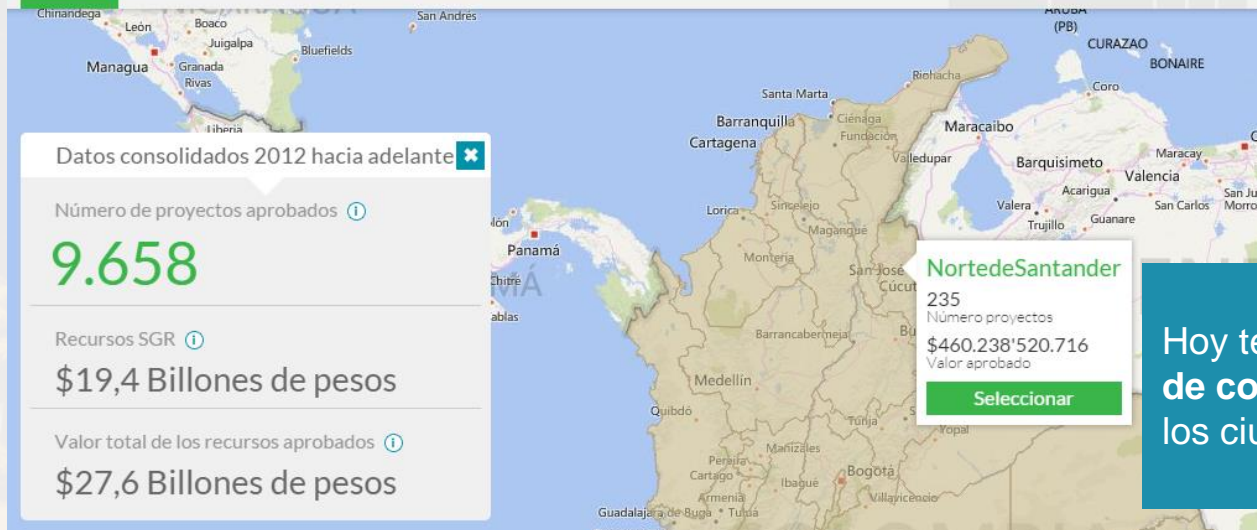 Chinandega
León
Boaco
Juigalpa
Managua
Granada
Rivas
Bluefields
San Andrés
Liberia
Datos consolidados 2012 hacia adelante
Número de proyectos aprobados
9.658
Recursos SGR
$19,4 Billones de pesos
Valor total de los recursos aprobados
$27,6 Billones de pesos
ARUBA
(PB)
CURAZAO
BONAIRE
Riohacha
Santa Marta
Barranquilla
Ciénaga
Cartagena
Fundación
Maracaibo
Coro
Valledupar
Barquisimeto
Maracay
Valencia
Acarigua
Valera
San Carlos
Trujillo
Guanare
Lorica
Sincelejo
Magangué
Panamá
Chitré
Montería
San José
NortedeSantander
235
Número proyectos
$460.238'520.716
Valor aprobado
Seleccionar
Barrancabermeja
Medellín
Quibdó
Tunja
Yopal
Manizales
Pereira
Cartago
Ibagué
Bogotá
Armenia
Villavicencio
Guadalajara de Buga
Tuluá
Hoy te
de co
los ciu